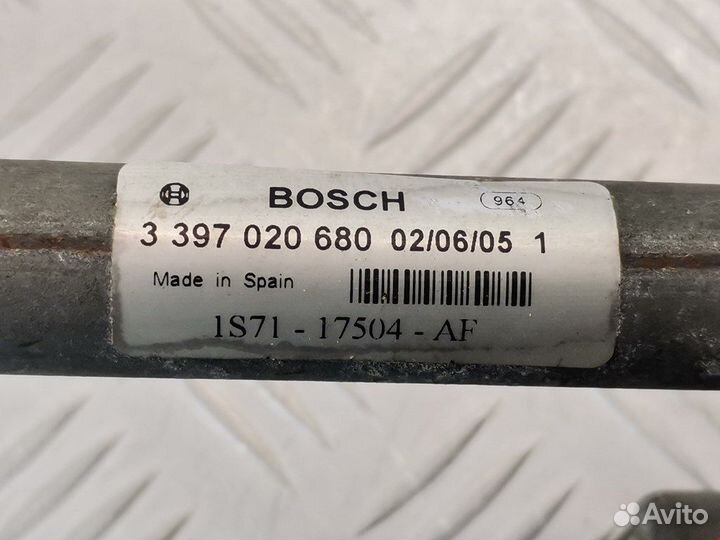 BOSCH 964
3 397 020 680 02/06/05 1
Made in Spain
1S71 - 17504 - AF
Avito